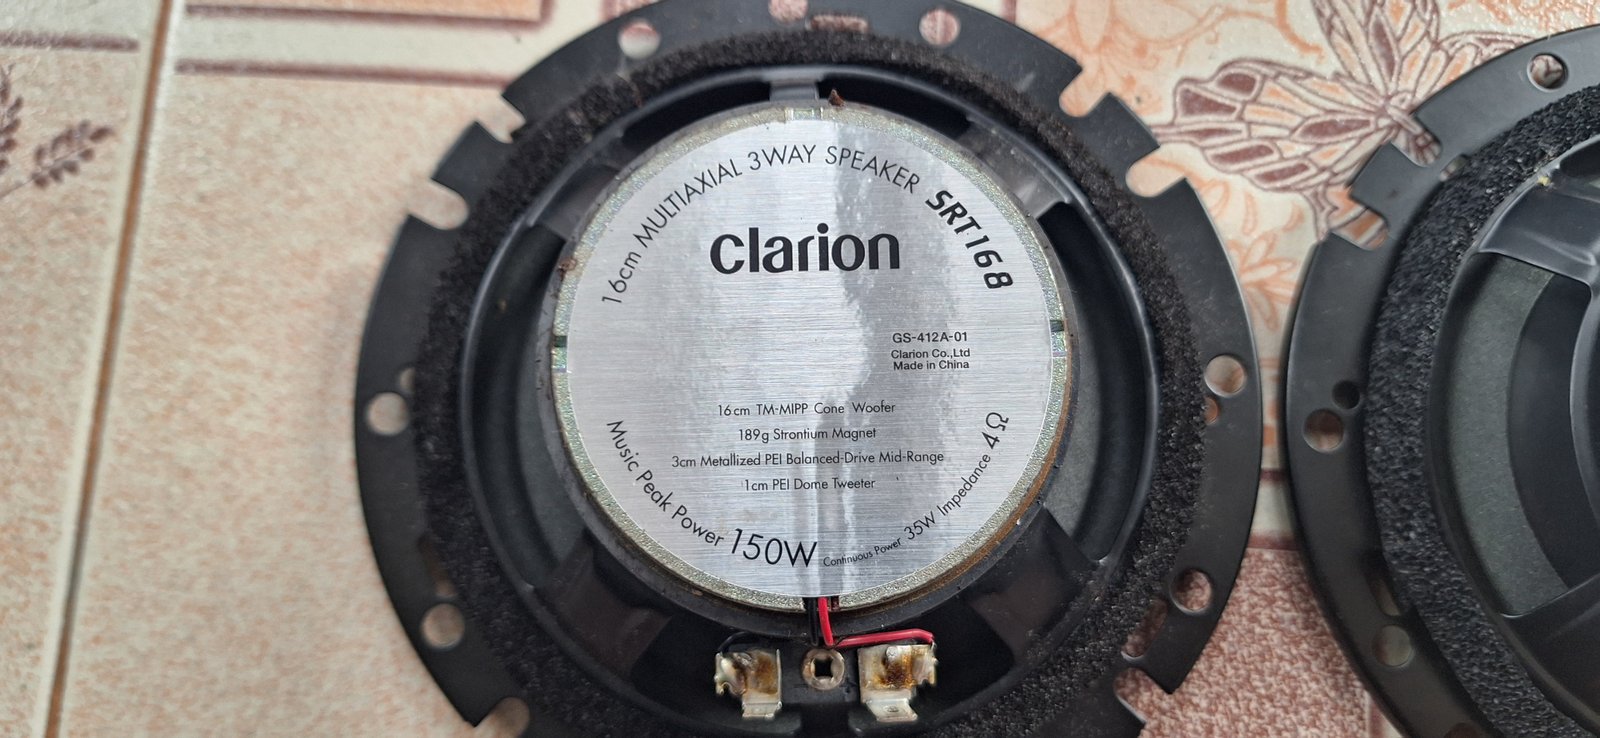 16cm MULTIAXIAL 3WAY SPEAKER SRT168
clarion
GS-412A-01
Clarion Co.,Ltd
Made in China
16cm TM-MIPP Cone Woofer
189g Strontium Magnet
3cm Metallized PEI Balanced-Drive Mid-Range
1cm PEI Dome Tweeter
Music Peak Power 150W Continuous Power 35W Impedance 4Ω